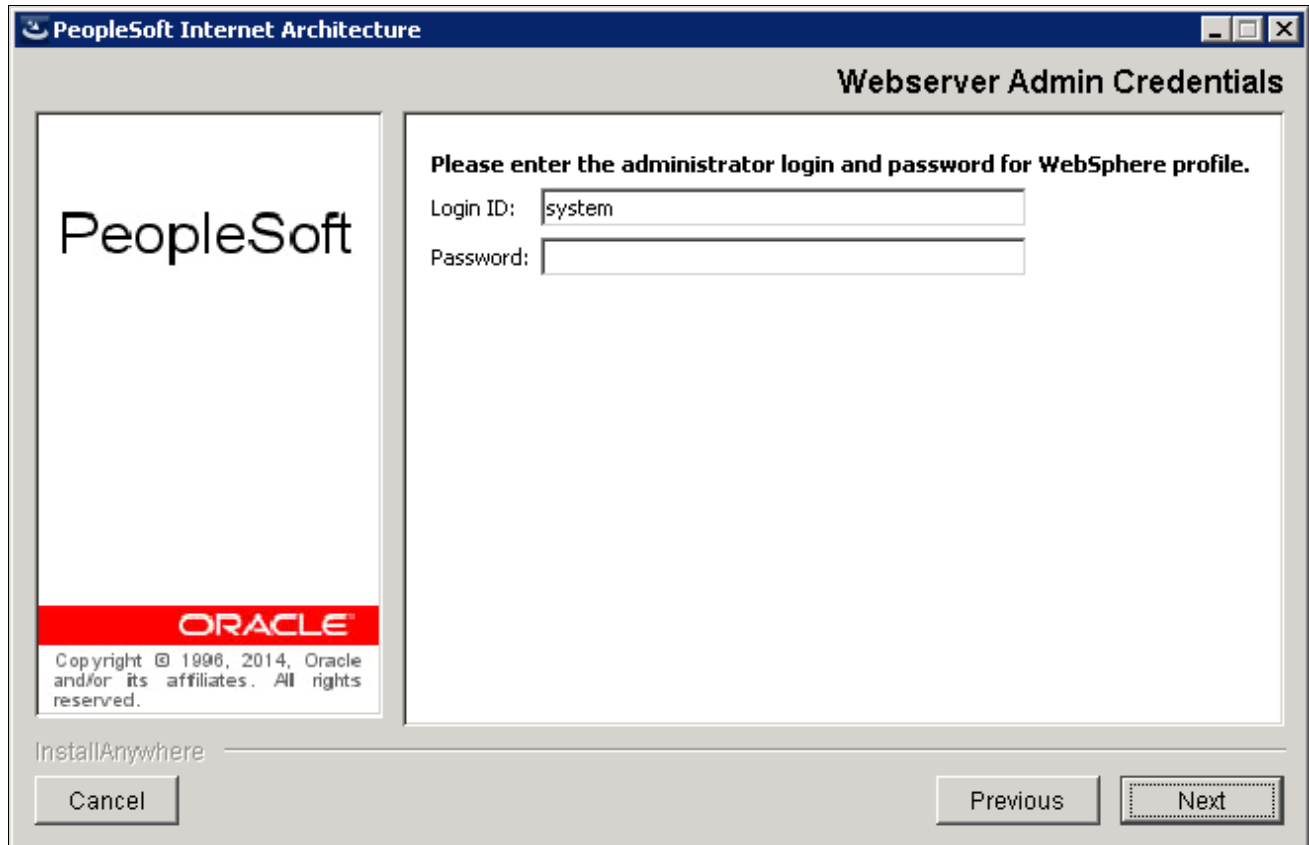 PeopleSoft Internet Architecture
Webserver Admin Credentials
PeopleSoft
ORACLE
Copyright © 1996, 2014, Oracle
and/or its affiliates. All rights
reserved.
Please enter the administrator login and password for WebSphere profile.
Login ID: system
Password:
InstallAnywhere
Cancel Previous Next